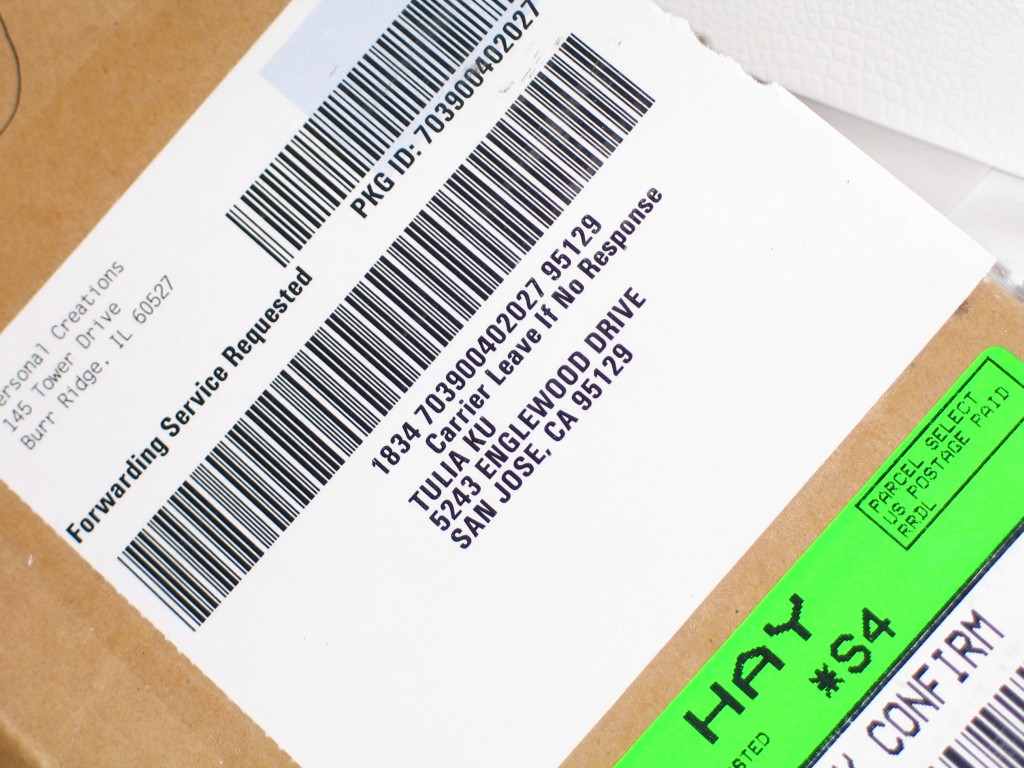 PKG ID: 703900402027
ersonal Creations
145 Tower Drive
Burr Ridge, IL 60527
Forwarding Service Requested
1834 703900402027 95129
Carrier Leave If No Response
TULIA KU
5243 ENGLEWOOD DRIVE
SAN JOSE, CA 95129
PARCEL SELECT
US POSTAGE PAID
RRDL
HAY
*S4
STED
CONFIRM